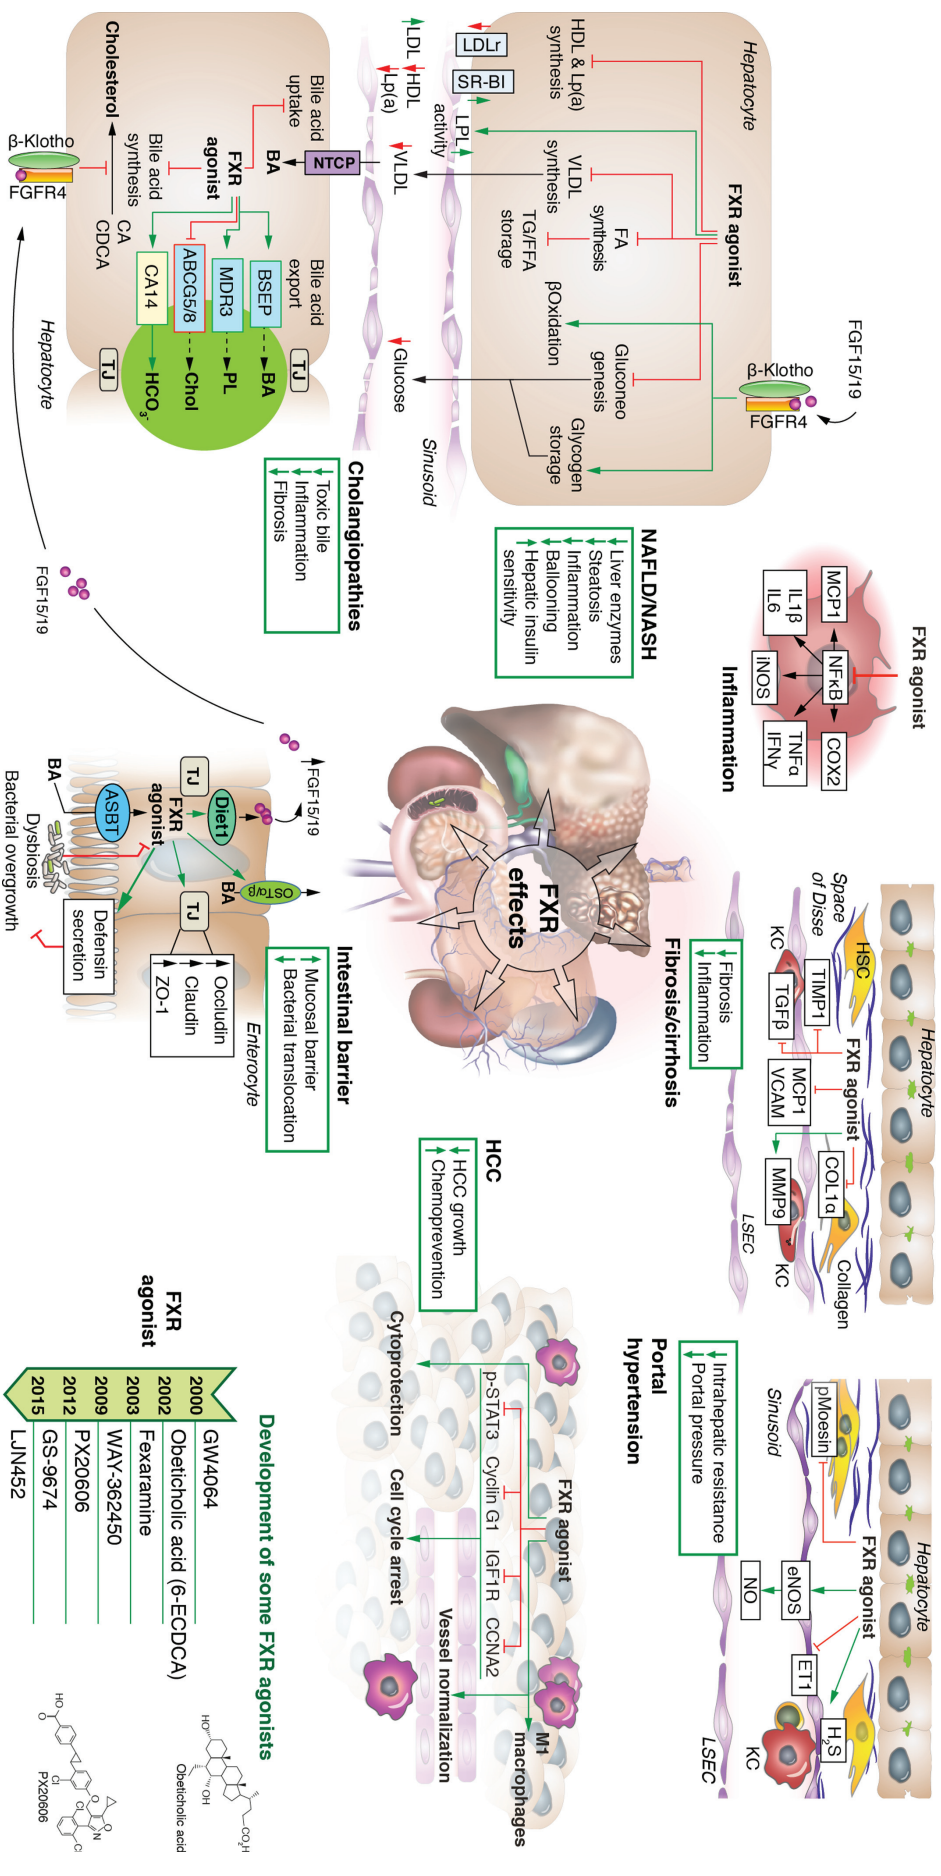 FGF15/19
β-Klotho
FGFR4
Hepatocyte
FXR agonist
HDL & Lp(a)
synthesis
VLDL
synthesis
FA
synthesis
TG/FFA
storage
βOxidation
Gluconeo
genesis
Glycogen
storage
LDLr
SR-BI
LPL
activity
LDL
HDL
Lp(a)
VLDL
Glucose
Sinusoid
NTCP
BA
Bile acid
uptake
FXR
agonist
Bile acid
export
BSEP
BA
MDR3
PL
ABCG5/8
Chol
CA14
HCO3-
TJ
TJ
Bile acid
synthesis
Cholesterol
CA
CDCA
β-Klotho
FGFR4
Hepatocyte
FGF15/19
NAFLD/NASH
Liver enzymes
Steatosis
Inflammation
Ballooning
Hepatic insulin
sensitivity
Cholangiopathies
Toxic bile
Inflammation
Fibrosis
FXR agonist
MCP1
NFκB
COX2
IL1β
IL6
iNOS
TNFα
IFNγ
Inflammation
FXR
effects
FGF15/19
Diet1
TJ
FXR
agonist
ASBT
BA
OSTα/β
BA
TJ
Occludin
Claudin
ZO-1
Defensin
secretion
Dysbiosis
Bacterial overgrowth
Enterocyte
Intestinal barrier
Mucosal barrier
Bacterial translocation
Hepatocyte
HSC
Space
of Disse
FXR agonist
TIMP1
KC
TGFβ
MCP1
VCAM
COL1α
MMP9
KC
Collagen
LSEC
Fibrosis/cirrhosis
Fibrosis
Inflammation
Hepatocyte
FXR agonist
pMoesin
Sinusoid
eNOS
NO
ET1
H2S
KC
LSEC
Portal
hypertension
Intrahepatic resistance
Portal pressure
HCC
HCC growth
Chemoprevention
FXR agonist
M1
macrophages
p-STAT3
Cyclin G1
IGF1R
CCNA2
Vessel normalization
Cytoprotection
Cell cycle arrest
Development of some FXR agonists
FXR
agonist
2000
GW4064
2002
Obeticholic acid (6-ECDCA)
2003
Fexaramine
2009
WAY-362450
2012
PX20606
2015
GS-9674
LJN452
HO
OH
CO2H
Obeticholic acid
HO
O
Cl
O
O
N
Cl
Cl
PX20606